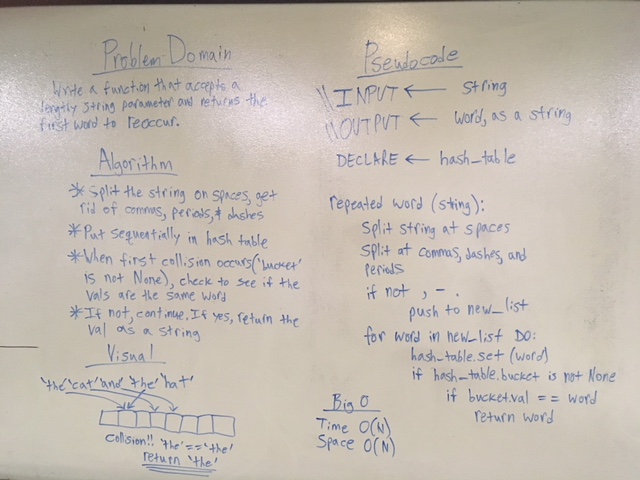 Problem Domain
Write a function that accepts a
lengthy string parameter and returns the
first word to reoccur.
Algorithm
* Split the string on spaces, get
rid of commas, periods, & dashes
* Put sequentially in hash table
* When first collision occurs ('bucket'
is not None), check to see if the
vals are the same word
* If not, continue. If yes, return the
val as a string
Visual
'the' 'cat' 'and' 'the' 'hat'
collsion!! 'the' == 'the'
return 'the'
Pseudocode
\\INPUT ← string
\\OUTPUT ← word, as a string
DECLARE ← hash_table
repeated word (string):
Split string at spaces
Split at commas, dashes, and
periods
if not , - .
push to new_list
for word in new_list DO:
hash_table.set (word)
if hash_table.bucket is not None
if bucket.val == word
return word
Big O
Time O(N)
Space O(N)